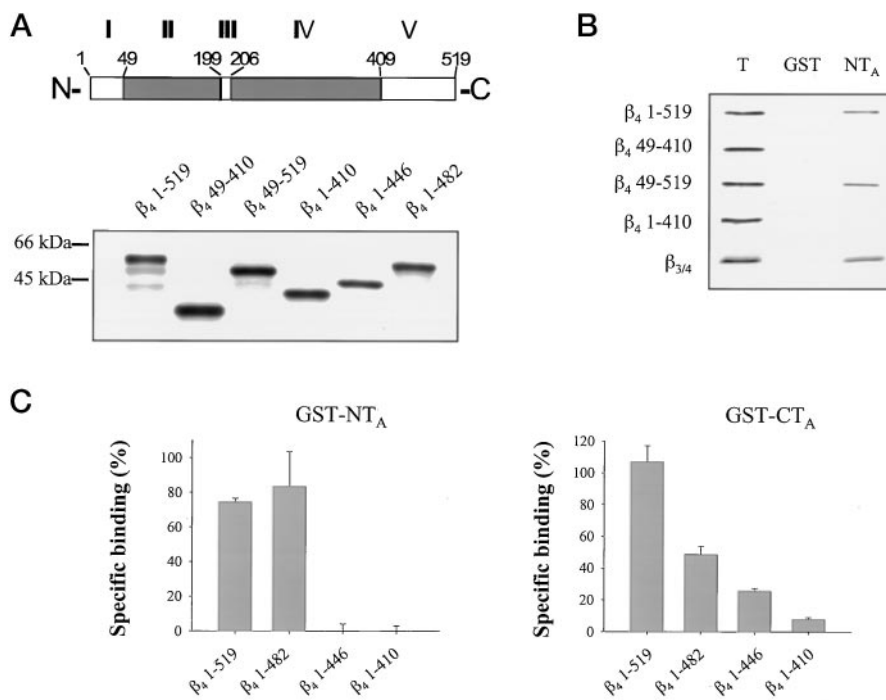 A
I II III IV V
1 49 199 206 409 519
N- -C
β4 1-519 β4 49-410 β4 49-519 β4 1-410 β4 1-446 β4 1-482
66 kDa
45 kDa
B
T GST NTA
β4 1-519
β4 49-410
β4 49-519
β4 1-410
β3/4
C
GST-NTA
Specific binding (%)
100
80
60
40
20
0
β4 1-519 β4 1-482 β4 1-446 β4 1-410
GST-CTA
Specific binding (%)
120
100
80
60
40
20
0
β4 1-519 β4 1-482 β4 1-446 β4 1-410